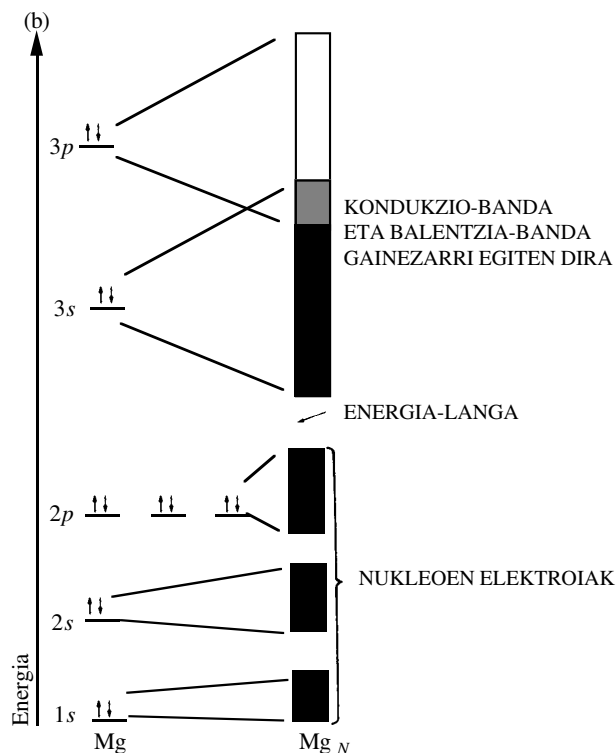 (b)
3p
KONDUKZIO-BANDA
ETA BALENTZIA-BANDA
GAINEZARRI EGITEN DIRA
3s
ENERGIA-LANGA
2p
NUKLEOEN ELEKTROIAK
2s
Energia
1s
Mg
Mg N